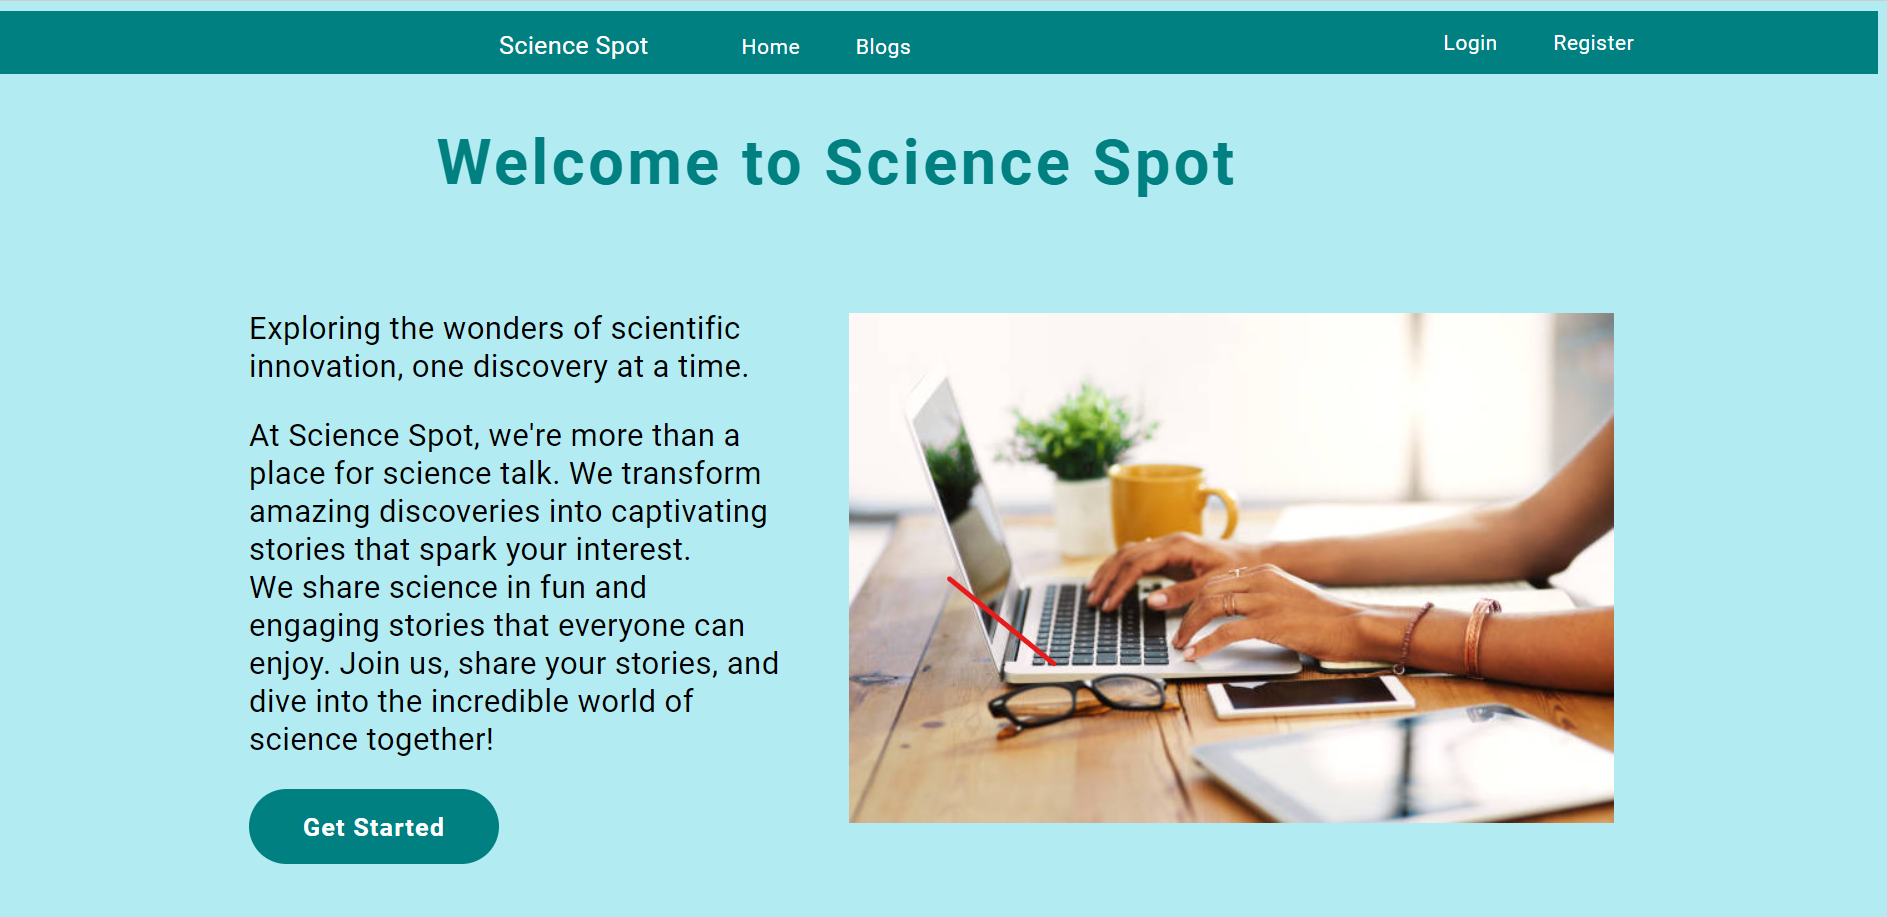 Science Spot Home Blogs Login Register
Welcome to Science Spot
Exploring the wonders of scientific
innovation, one discovery at a time.
At Science Spot, we're more than a
place for science talk. We transform
amazing discoveries into captivating
stories that spark your interest.
We share science in fun and
engaging stories that everyone can
enjoy. Join us, share your stories, and
dive into the incredible world of
science together!
Get Started